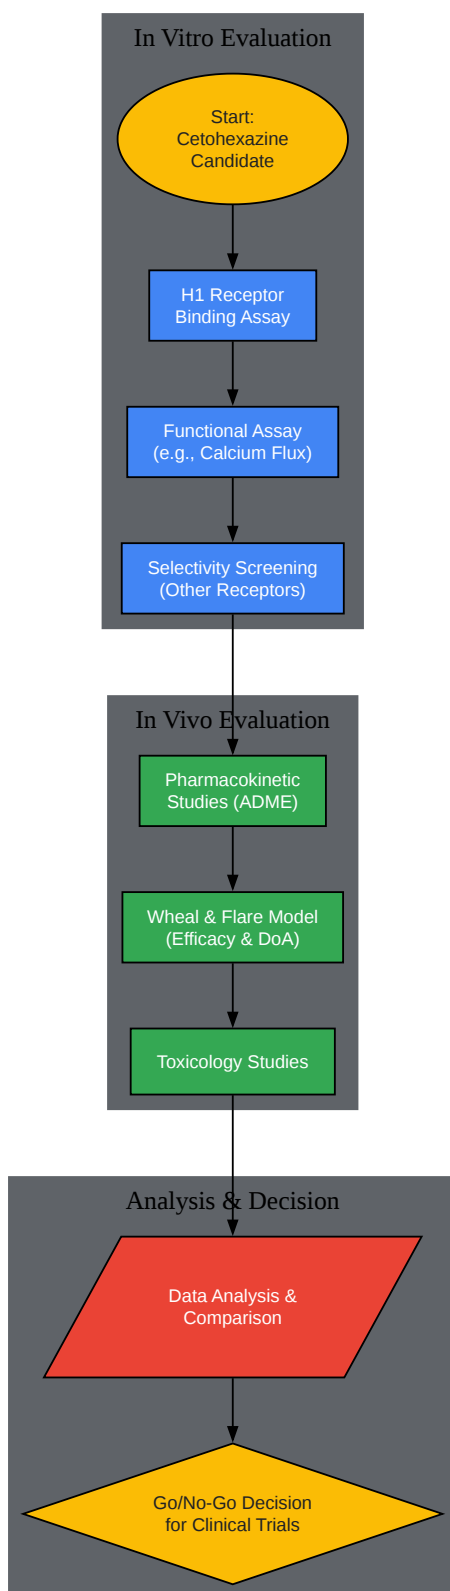 In Vitro Evaluation
Start:
Cetohexazine
Candidate
H1 Receptor
Binding Assay
Functional Assay
(e.g., Calcium Flux)
Selectivity Screening
(Other Receptors)
In Vivo Evaluation
Pharmacokinetic
Studies (ADME)
Wheal & Flare Model
(Efficacy & DoA)
Toxicology Studies
Analysis & Decision
Data Analysis &
Comparison
Go/No-Go Decision
for Clinical Trials